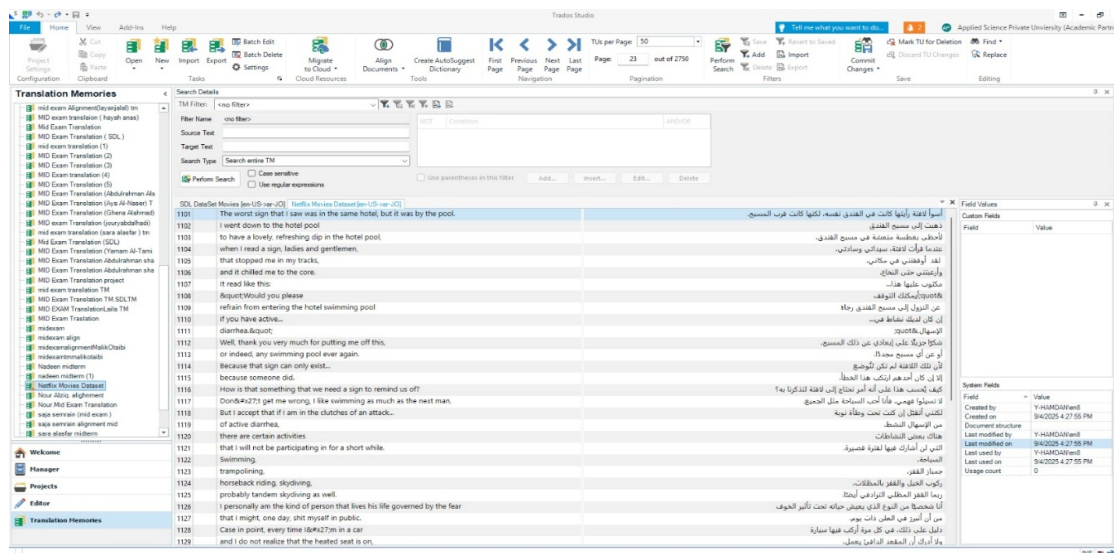 Trados Studio
File Home View Add-Ins Help
Tell me what you want to do...
Applied Science Private University (Academic Partn
Project Settings
Cut
Copy
Paste
Open New Import Export
Batch Edit
Batch Delete
Settings
Migrate to Cloud
Align Documents
Create AutoSuggest Dictionary
First Page Previous Page Next Page Last Page
TUs per Page: 50
Page: 23 out of 2750
Perform Search
Save
Add
Delete
Revert to Saved
Import
Export
Commit Changes
Mark TU for Deletion
Discard TU Changes
Find
Replace
Configuration Clipboard Tasks Cloud Resources Tools Navigation Pagination Filters Save Editing
Translation Memories
mid exam Alignment(layanjalal) tm
MID exam translaion ( hayah anas)
Mid Exam Translation
MID Exam Translation ( SDL )
mid exam translation (1)
MID Exam Translation (2)
MID Exam Translation (3)
MID Exam translation (4)
MID Exam Translation (5)
MID Exam Translation (Abdulrahman Als
MID Exam Translation (Aya Al-Naser) T
MID Exam Translation (Ghena Alahmad)
MID Exam Translation (jouryabdalhadi)
mid exam translation (sara alasfar ) tm
Mid Exam Translation (SDL)
MID Exam Translation (Yamam Al-Tami
MID Exam Translation Abdulrahman sha
MID Exam Translation Abdulrahman sha
MID Exam Translation project
mid exam translation TM
MID Exam Translation TM.SDLTM
MID EXAM TranslationLaila TM
MID Exam Traslation
midexam
midexam align
midexamalignmentMalikOtaibi
midexamtmmalikotaibi
Nadeen midterm
nadeen midterm (1)
Netflix Movies Dataset
Nour Alziq, alighment
Nour Mid Exam Translation
saja semrain (mid exam )
saja semrain alignment mid
sara alasfar midterm
Welcome
Manager
Projects
Editor
Translation Memories
Search Details
TM Filter: <no filter>
Filter Name <no filter>
Source Text
Target Text
Search Type Search entire TM
Perform Search
Case sensitive
Use regular expressions
NOT Condition AND/OR
Use parentheses in this filter Add... Insert... Edit... Delete
SDL DataSet Movies [en-US->ar-JO] Netflix Movies Dataset [en-US->ar-JO]
1101 The worst sign that I saw was in the same hotel, but it was by the pool. أسوأ لافتة رأيتها كانت في الفندق نفسه، لكنها كانت قرب المسبح.
1102 I went down to the hotel pool ذهبت إلى مسبح الفندق
1103 to have a lovely, refreshing dip in the hotel pool, لأحظى بغطسة منعشة في مسبح الفندق،
1104 when I read a sign, ladies and gentlemen, عندما قرأت لافتة، سيداتي وسادتي،
1105 that stopped me in my tracks, لقد أوقفتني في مكاني،
1106 and it chilled me to the core. وأرعبتني حتى النخاع.
1107 It read like this: مكتوب عليها هذا...
1108 &quot;Would you please &quot;أيمكنك التوقف
1109 refrain from entering the hotel swimming pool عن النزول إلى مسبح الفندق رجاءً
1110 if you have active... إن كان لديك نشاط في...
1111 diarrhea.&quot; الإسهال.&quot;
1112 Well, thank you very much for putting me off this, شكرًا جزيلًا على إبعادي عن ذلك المسبح،
1113 or indeed, any swimming pool ever again. أو عن أي مسبح مجددًا.
1114 Because that sign can only exist... لأن تلك اللافتة لم تكن لتُوضع
1115 because someone did. إلا إن كان أحدهم ارتكب هذا الخطأ.
1116 How is that something that we need a sign to remind us of? كيف يُحسب هذا على أنه أمر نحتاج إلى لافتة لتذكرنا به؟
1117 Don&#x27;t get me wrong, I like swimming as much as the next man. لا تسيئوا فهمي، فأنا أحب السباحة مثل الجميع.
1118 But I accept that if I am in the clutches of an attack... لكنني أتقبّل إن كنت تحت وطأة نوبة
1119 of active diarrhea, من الإسهال النشط،
1120 there are certain activities هناك بعض النشاطات
1121 that I will not be participating in for a short while. التي لن أشارك فيها لفترة قصيرة.
1122 Swimming, السباحة،
1123 trampolining, جمباز القفز،
1124 horseback riding, skydiving, ركوب الخيل والقفز بالمظلات،
1125 probably tandem skydiving as well. ربما القفز المظلي الترادفي أيضًا.
1126 I personally am the kind of person that lives his life governed by the fear أنا شخصيًا من النوع الذي يعيش حياته تحت تأثير الخوف
1127 that I might, one day, shit myself in public. من أن أتبرز في العلن ذات يوم.
1128 Case in point, every time I&#x27;m in a car دليل على ذلك، في كل مرة أركب فيها سيارة
1129 and I do not realize that the heated seat is on, ولا أدرك أن المقعد الدافئ يعمل،
Field Values
Custom Fields
Field Value
System Fields
Field Value
Created by Y-HAMDAN\en8
Created on 9/4/2025 4:27:55 PM
Document structure
Last modified by Y-HAMDAN\en8
Last modified on 9/4/2025 4:27:55 PM
Last used by Y-HAMDAN\en8
Last used on 9/4/2025 4:27:55 PM
Usage count 0